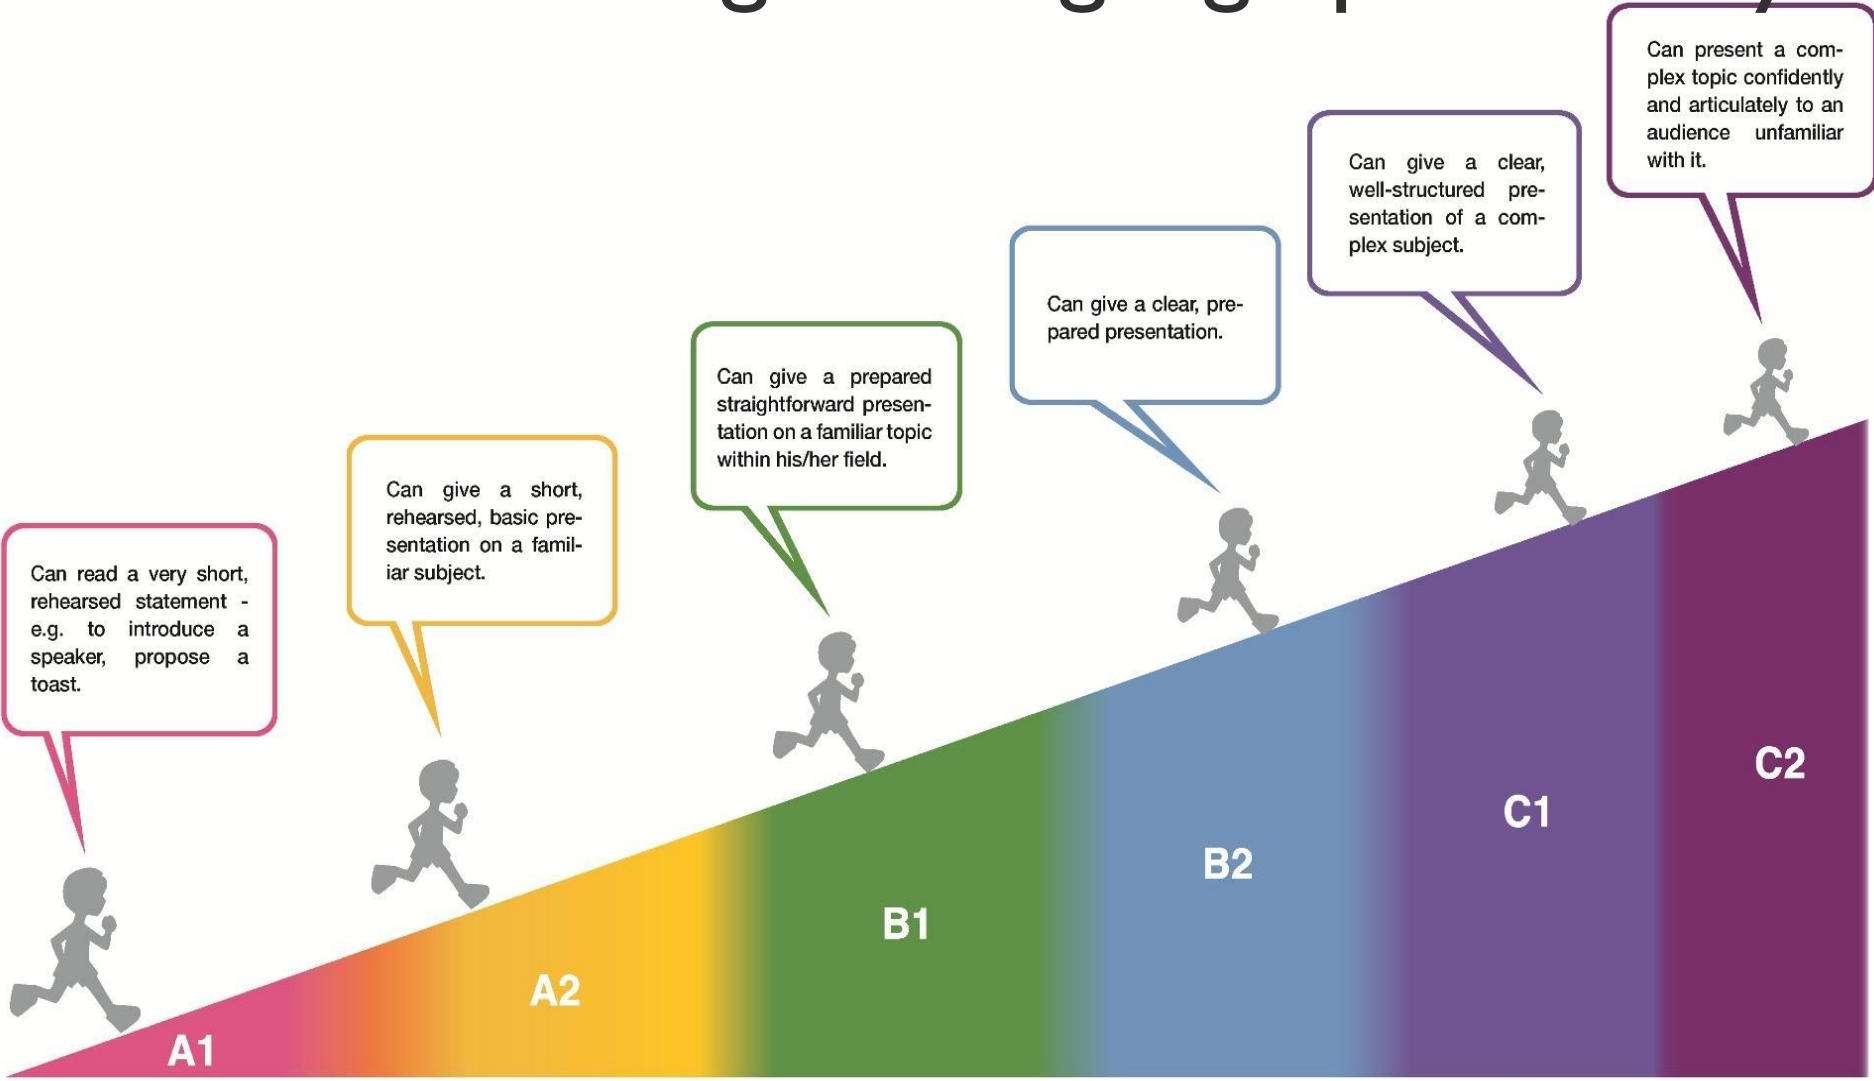 Can read a very short,
rehearsed statement -
e.g. to introduce a
speaker, propose a
toast.
Can give a short,
rehearsed, basic pre-
sentation on a famil-
iar subject.
Can give a prepared
straightforward presen-
tation on a familiar topic
within his/her field.
Can give a clear, pre-
pared presentation.
Can give a clear,
well-structured pre-
sentation of a com-
plex subject.
Can present a com-
plex topic confidently
and articulately to an
audience unfamiliar
with it.
A1
A2
B1
B2
C1
C2